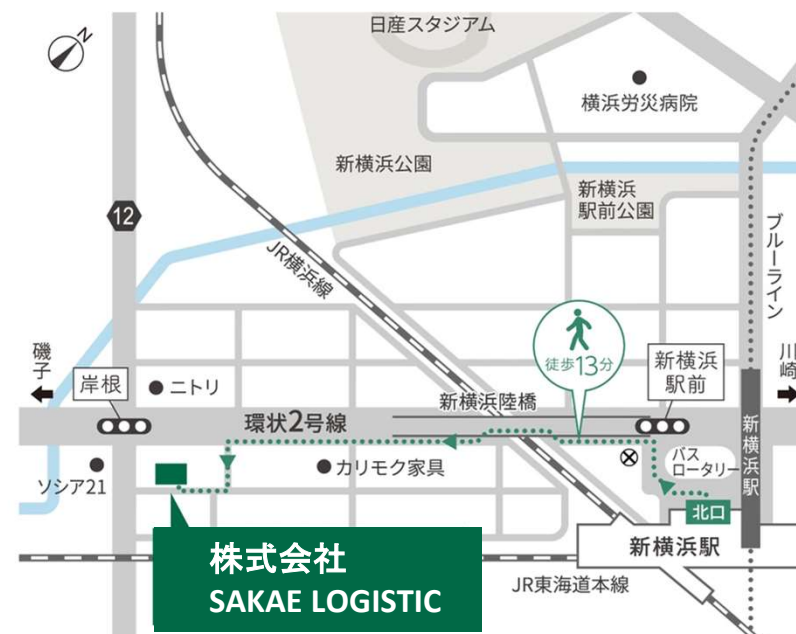 日産スタジアム
N
横浜労災病院
新横浜公園
新横浜
駅前公園
12
JR横浜線
ブルーライン
徒歩13分
磯子
岸根
ニトリ
新横浜
駅前
川崎
新横浜陸橋
環状2号線
カリモク家具
ソシア21
バス
ロータリー
新横浜駅
北口
新横浜駅
株式会社
SAKAE LOGISTIC
JR東海道本線